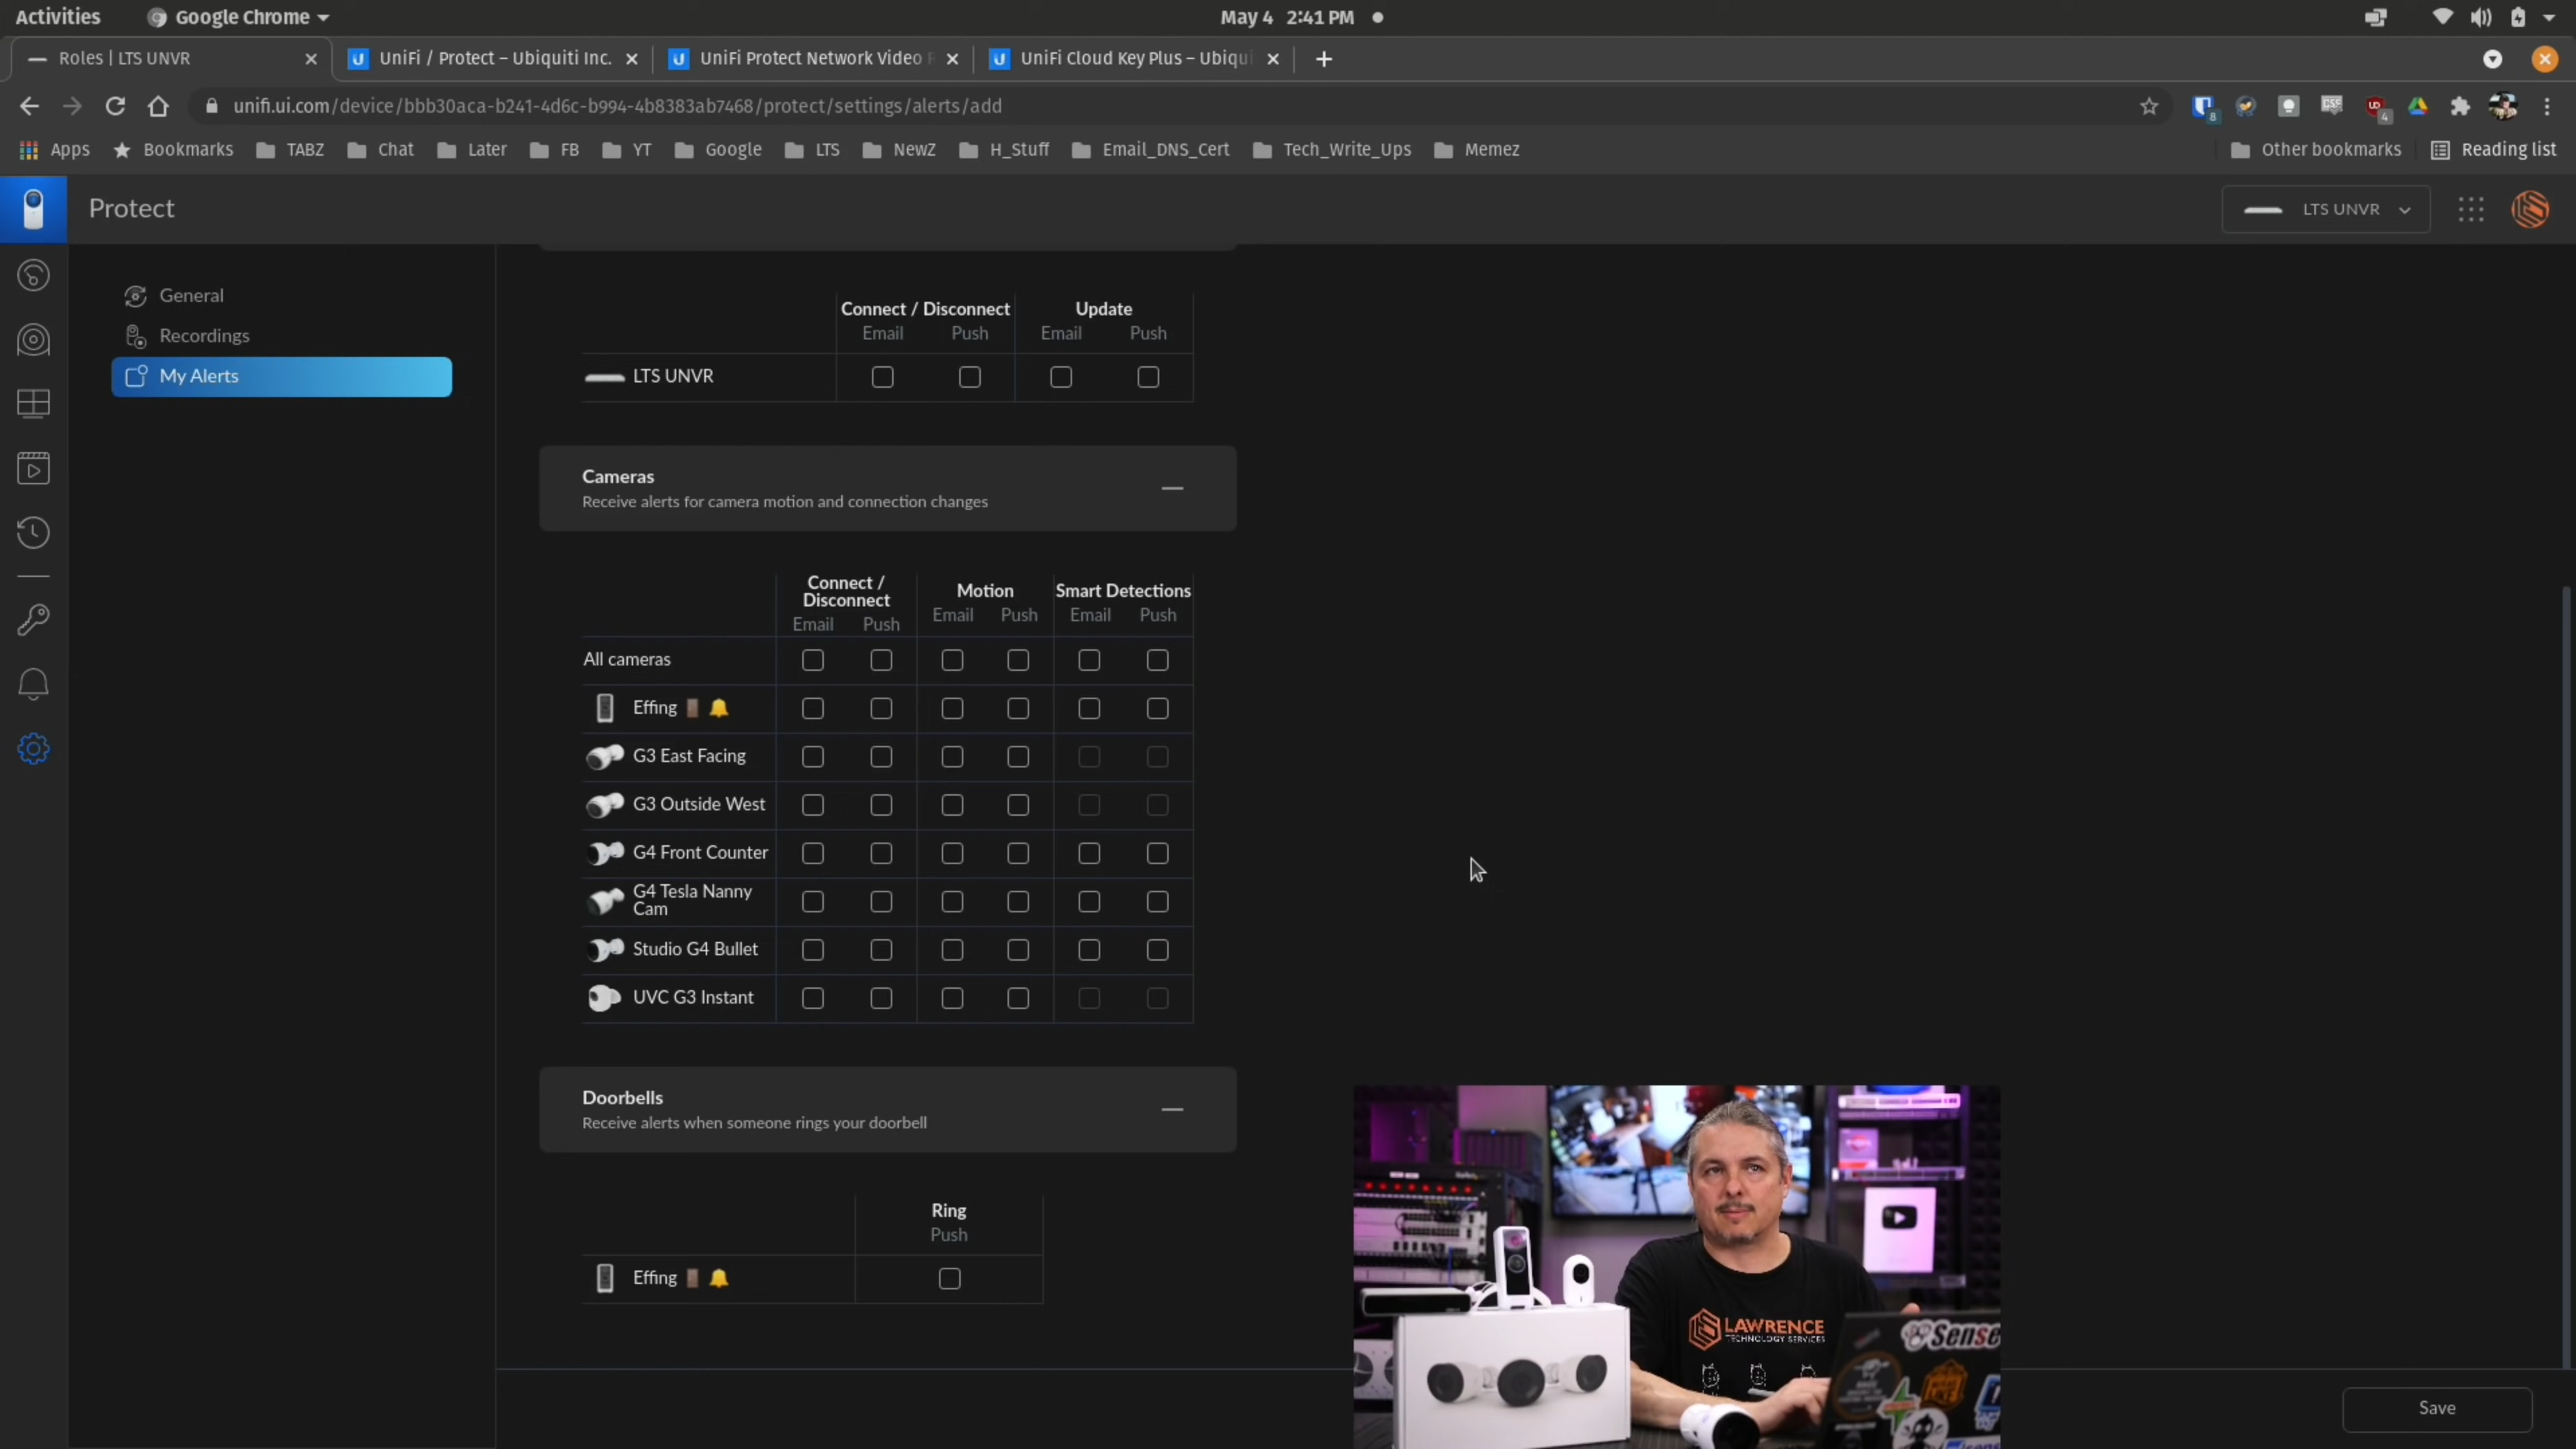 Activities
Google Chrome
May 4 2:41 PM
Roles | LTS UNVR
UniFi / Protect – Ubiquiti Inc.
UniFi Protect Network Video R
UniFi Cloud Key Plus – Ubiqui
unifi.ui.com/device/bbb30aca-b241-4d6c-b994-4b8383ab7468/protect/settings/alerts/add
8
4
Apps
Bookmarks
TABZ
Chat
Later
FB
YT
Google
LTS
NewZ
H_Stuff
Email_DNS_Cert
Tech_Write_Ups
Memez
Other bookmarks
Reading list
Protect
LTS UNVR
General
Recordings
My Alerts
Connect / Disconnect
Update
Email Push Email Push
LTS UNVR
Cameras
Receive alerts for camera motion and connection changes
Connect /
Disconnect
Motion
Smart Detections
Email Push Email Push Email Push
All cameras
Effing
G3 East Facing
G3 Outside West
G4 Front Counter
G4 Tesla Nanny
Cam
Studio G4 Bullet
UVC G3 Instant
Doorbells
Receive alerts when someone rings your doorbell
Ring
Push
Effing
LAWRENCE
TECHNOLOGY SERVICES
Save